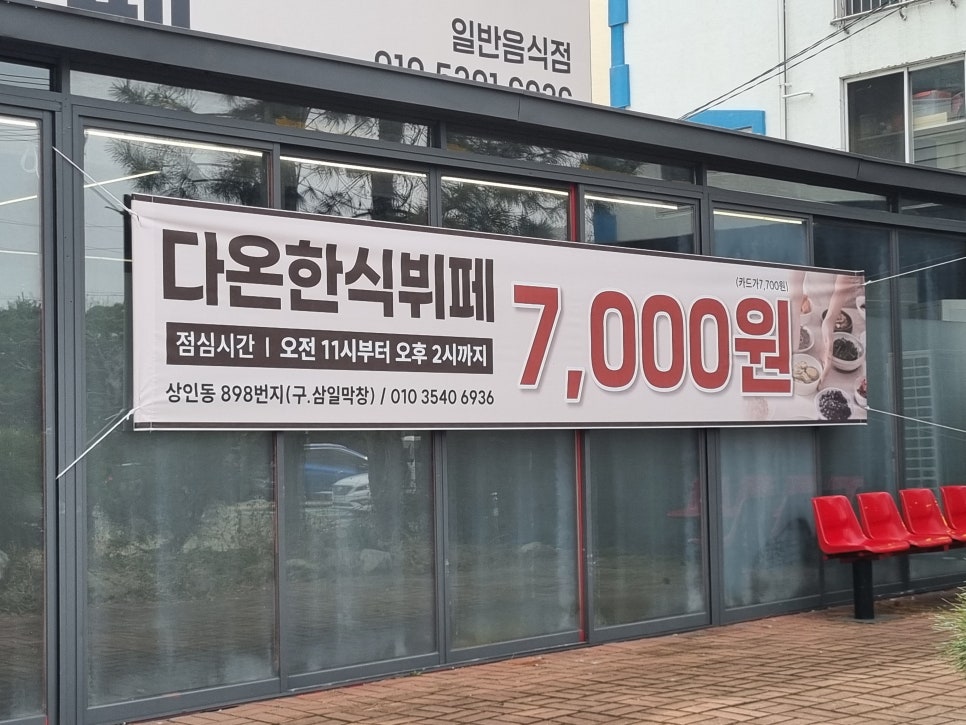 일반음식점
다온한식뷔페
7,000원
(카드가7,700원)
점심시간 | 오전 11시부터 오후 2시까지
상인동 898번지(구.삼일막창) / 010 3540 6936